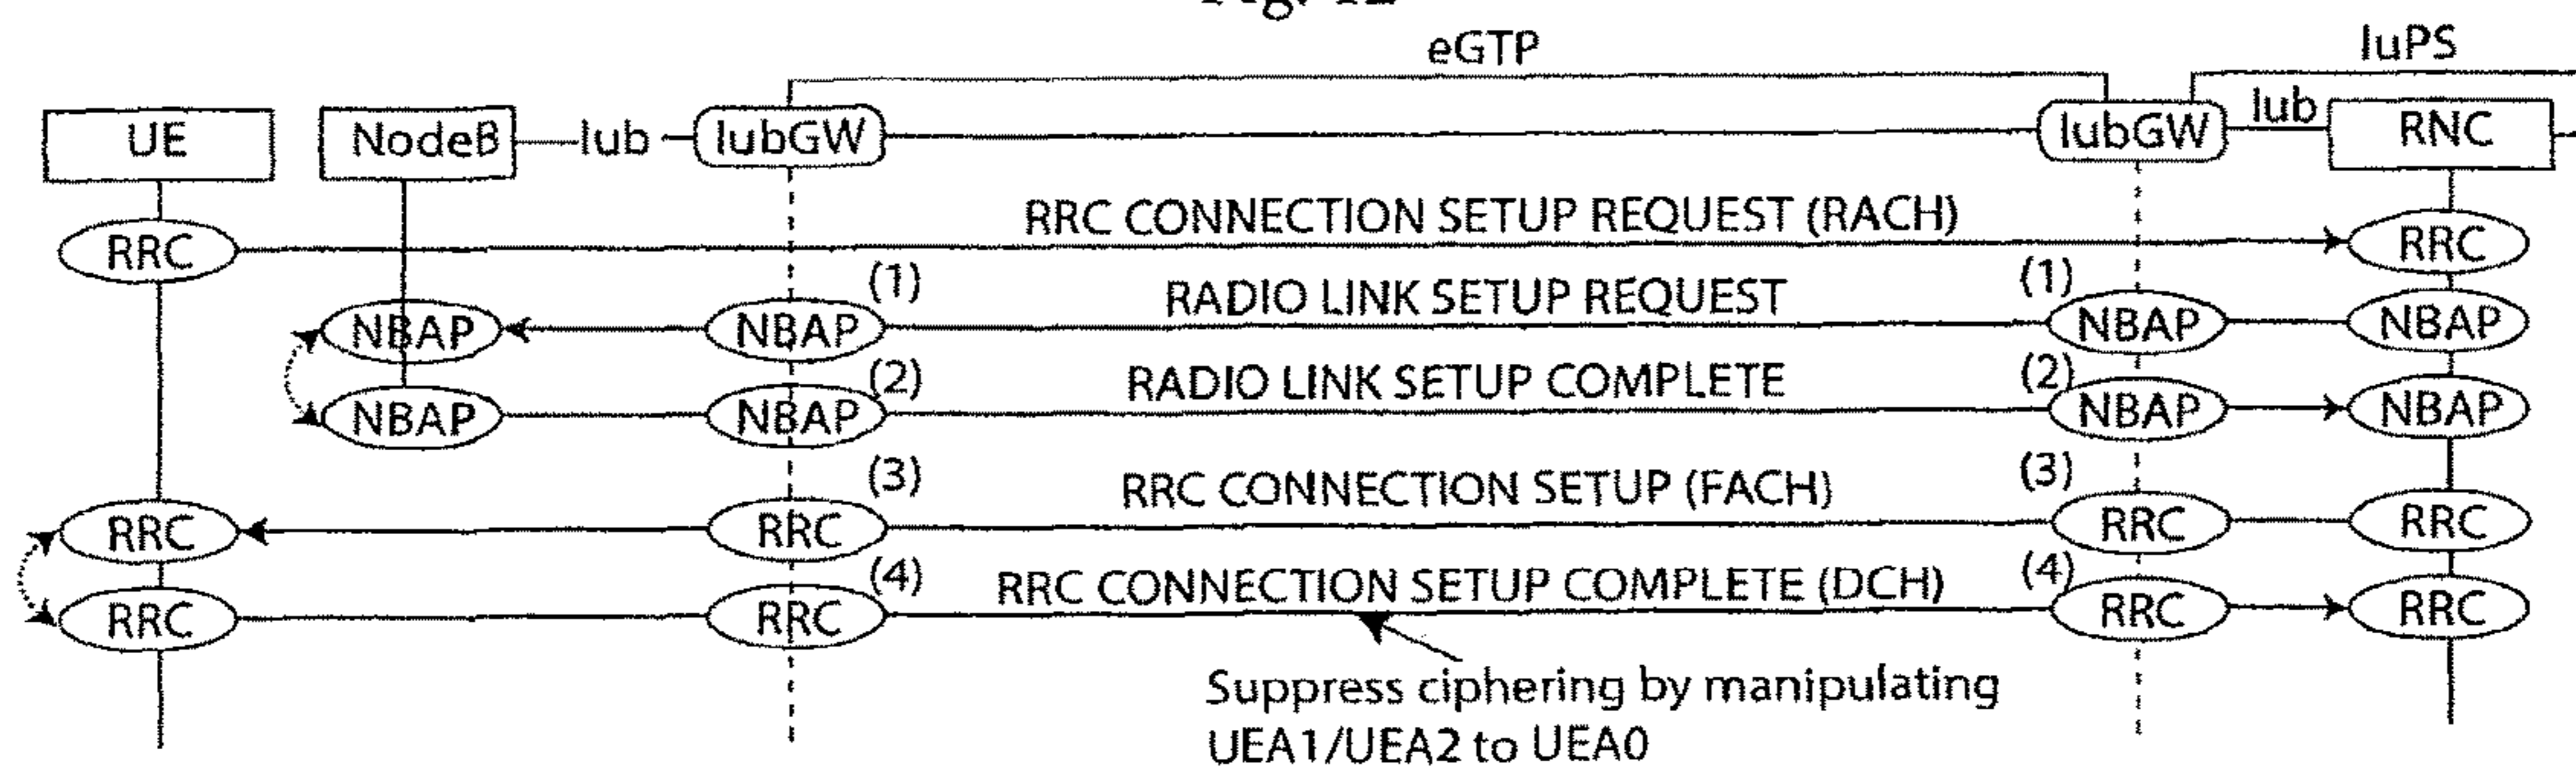 eGTP
IuPS
UE
NodeB
Iub
IubGW
IubGW
Iub
RNC
RRC CONNECTION SETUP REQUEST (RACH)
RRC
RRC
(1)
RADIO LINK SETUP REQUEST
(1)
NBAP
NBAP
NBAP
NBAP
(2)
RADIO LINK SETUP COMPLETE
(2)
NBAP
NBAP
NBAP
NBAP
(3)
RRC CONNECTION SETUP (FACH)
(3)
RRC
RRC
RRC
RRC
(4)
RRC CONNECTION SETUP COMPLETE (DCH)
(4)
RRC
RRC
RRC
RRC
Suppress ciphering by manipulating
UEA1/UEA2 to UEA0